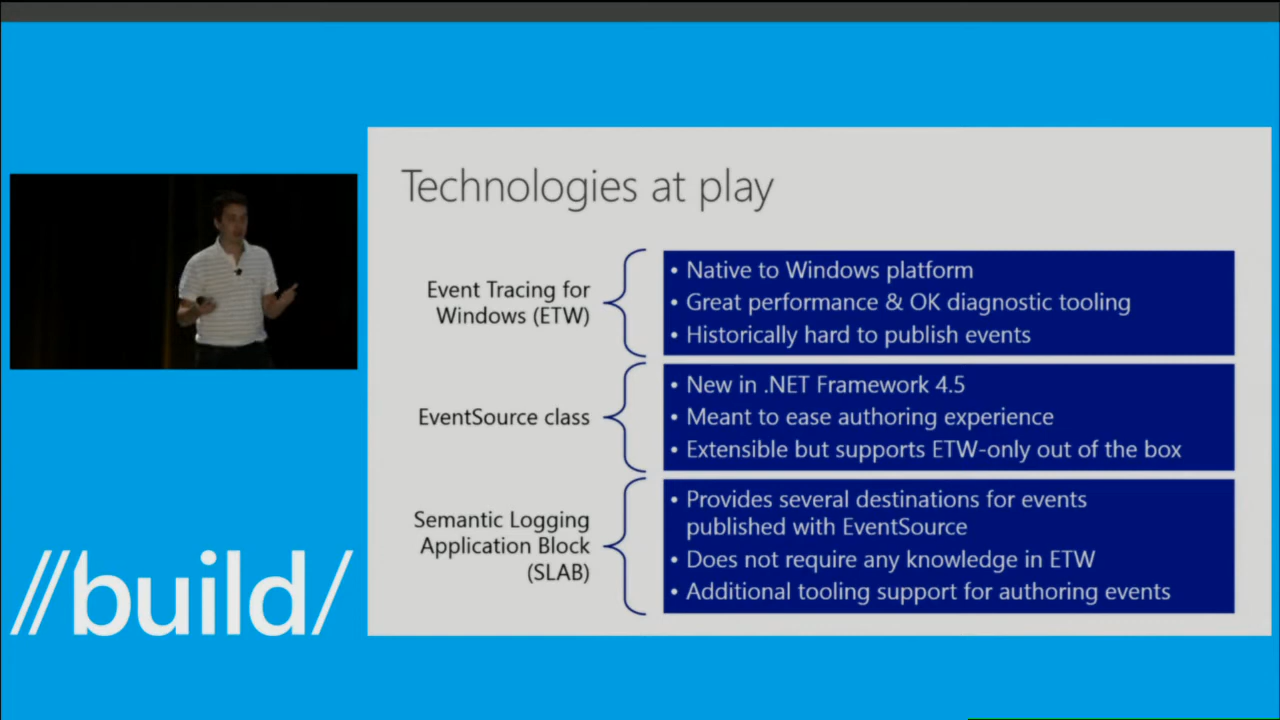 Technologies at play
Event Tracing for
Windows (ETW)
• Native to Windows platform
• Great performance & OK diagnostic tooling
• Historically hard to publish events
EventSource class
• New in .NET Framework 4.5
• Meant to ease authoring experience
• Extensible but supports ETW-only out of the box
Semantic Logging
Application Block
(SLAB)
• Provides several destinations for events
published with EventSource
• Does not require any knowledge in ETW
• Additional tooling support for authoring events
//build/